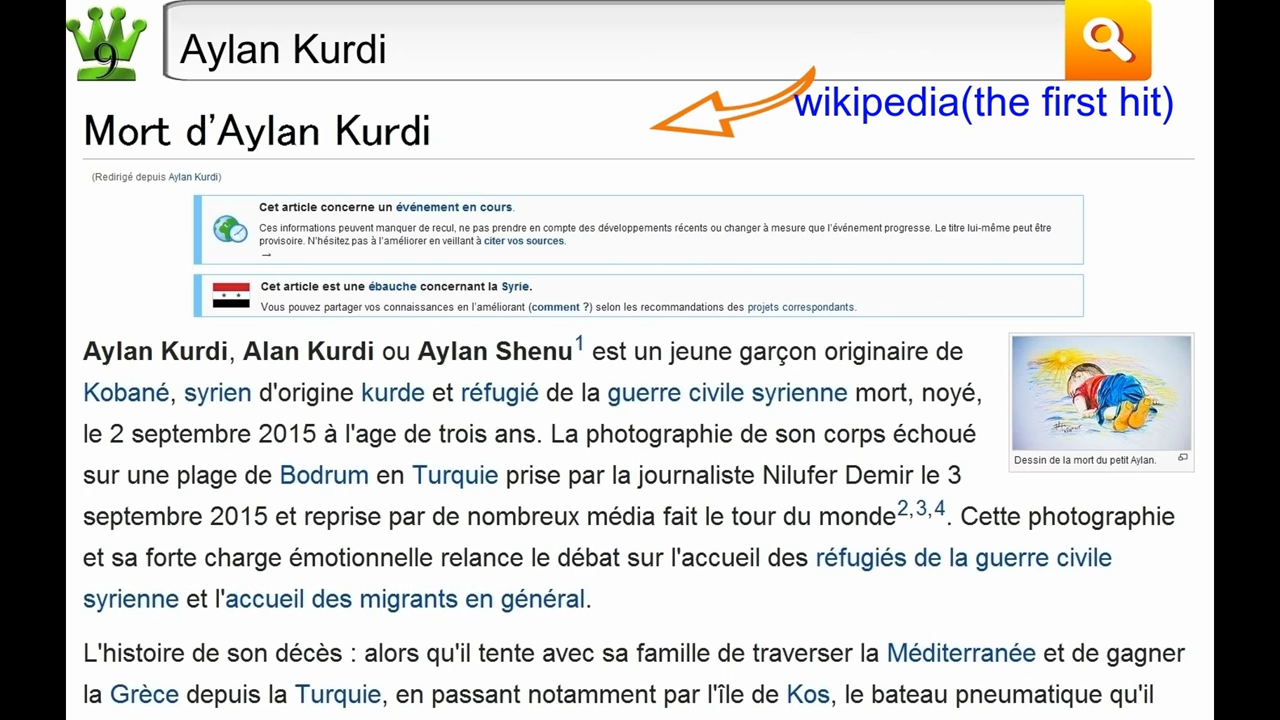 9
Aylan Kurdi
wikipedia(the first hit)
Mort d'Aylan Kurdi
(Redirigé depuis Aylan Kurdi)
Cet article concerne un événement en cours.
Ces informations peuvent manquer de recul, ne pas prendre en compte des développements récents ou changer à mesure que l'événement progresse. Le titre lui-même peut être
provisoire. N'hésitez pas à l'améliorer en veillant à citer vos sources.
→
Cet article est une ébauche concernant la Syrie.
Vous pouvez partager vos connaissances en l'améliorant (comment ?) selon les recommandations des projets correspondants.
Aylan Kurdi, Alan Kurdi ou Aylan Shenu1 est un jeune garçon originaire de
Kobané, syrien d'origine kurde et réfugié de la guerre civile syrienne mort, noyé,
le 2 septembre 2015 à l'age de trois ans. La photographie de son corps échoué
sur une plage de Bodrum en Turquie prise par la journaliste Nilufer Demir le 3
septembre 2015 et reprise par de nombreux média fait le tour du monde2,3,4. Cette photographie
et sa forte charge émotionnelle relance le débat sur l'accueil des réfugiés de la guerre civile
syrienne et l'accueil des migrants en général.
Dessin de la mort du petit Aylan.
L'histoire de son décès : alors qu'il tente avec sa famille de traverser la Méditerranée et de gagner
la Grèce depuis la Turquie, en passant notamment par l'île de Kos, le bateau pneumatique qu'il